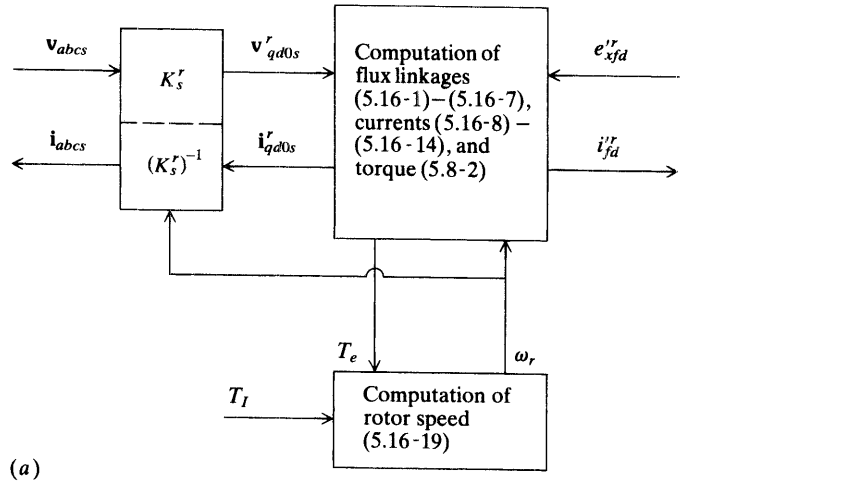 v_abcs
K_s^r
v^r_qd0s
Computation of
flux linkages
(5.16-1)–(5.16-7),
currents (5.16-8) –
(5.16-14), and
torque (5.8-2)
e'^r_xfd
i_abcs
(K_s^r)^-1
i^r_qd0s
i'^r_fd
T_e
ω_r
T_I
Computation of
rotor speed
(5.16-19)
(a)